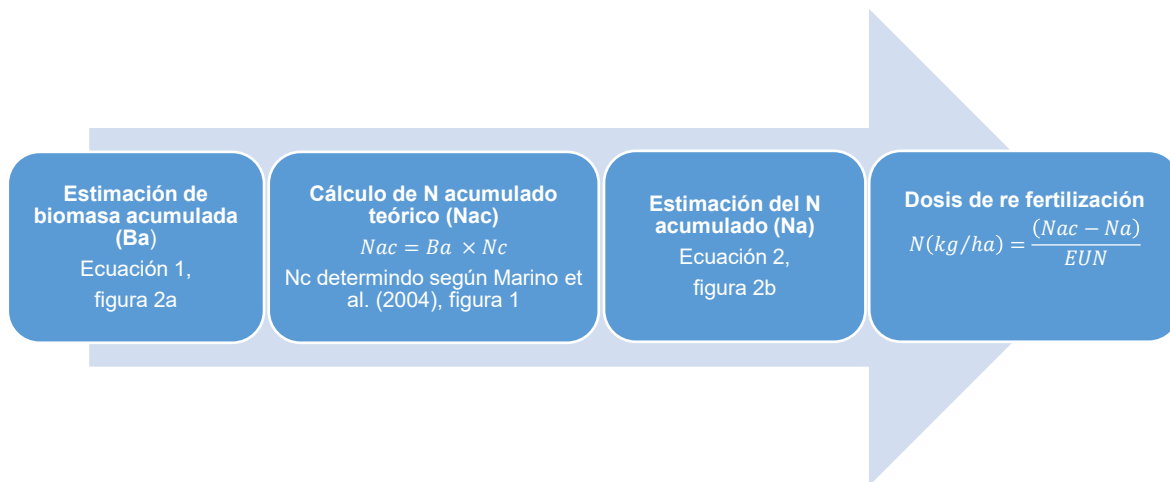 Estimación de
biomasa acumulada
(Ba)
Ecuación 1,
figura 2a
Cálculo de N acumulado
teórico (Nac)
Nac = Ba × Nc
Nc determindo según Marino et
al. (2004), figura 1
Estimación del N
acumulado (Na)
Ecuación 2,
figura 2b
Dosis de re fertilización
N(kg/ha) = (Nac − Na) / EUN